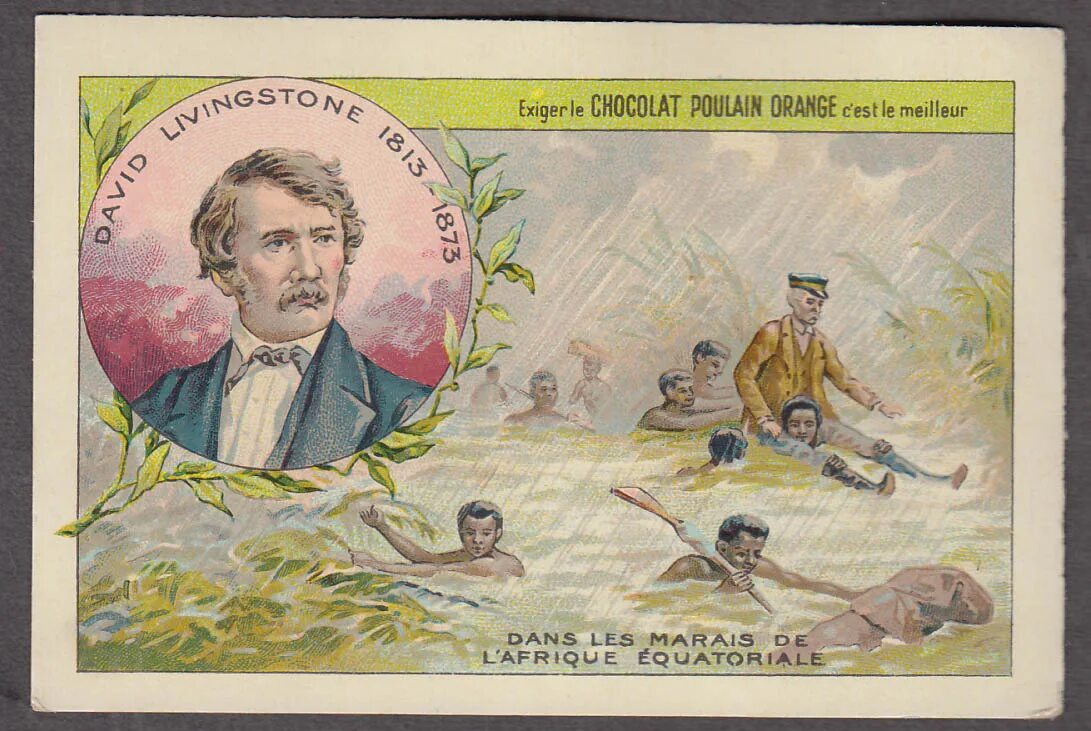 DAVID LIVINGSTONE 1813-1873
Exiger le CHOCOLAT POULAIN ORANGE c'est le meilleur
DANS LES MARAIS DE
L'AFRIQUE ÉQUATORIALE